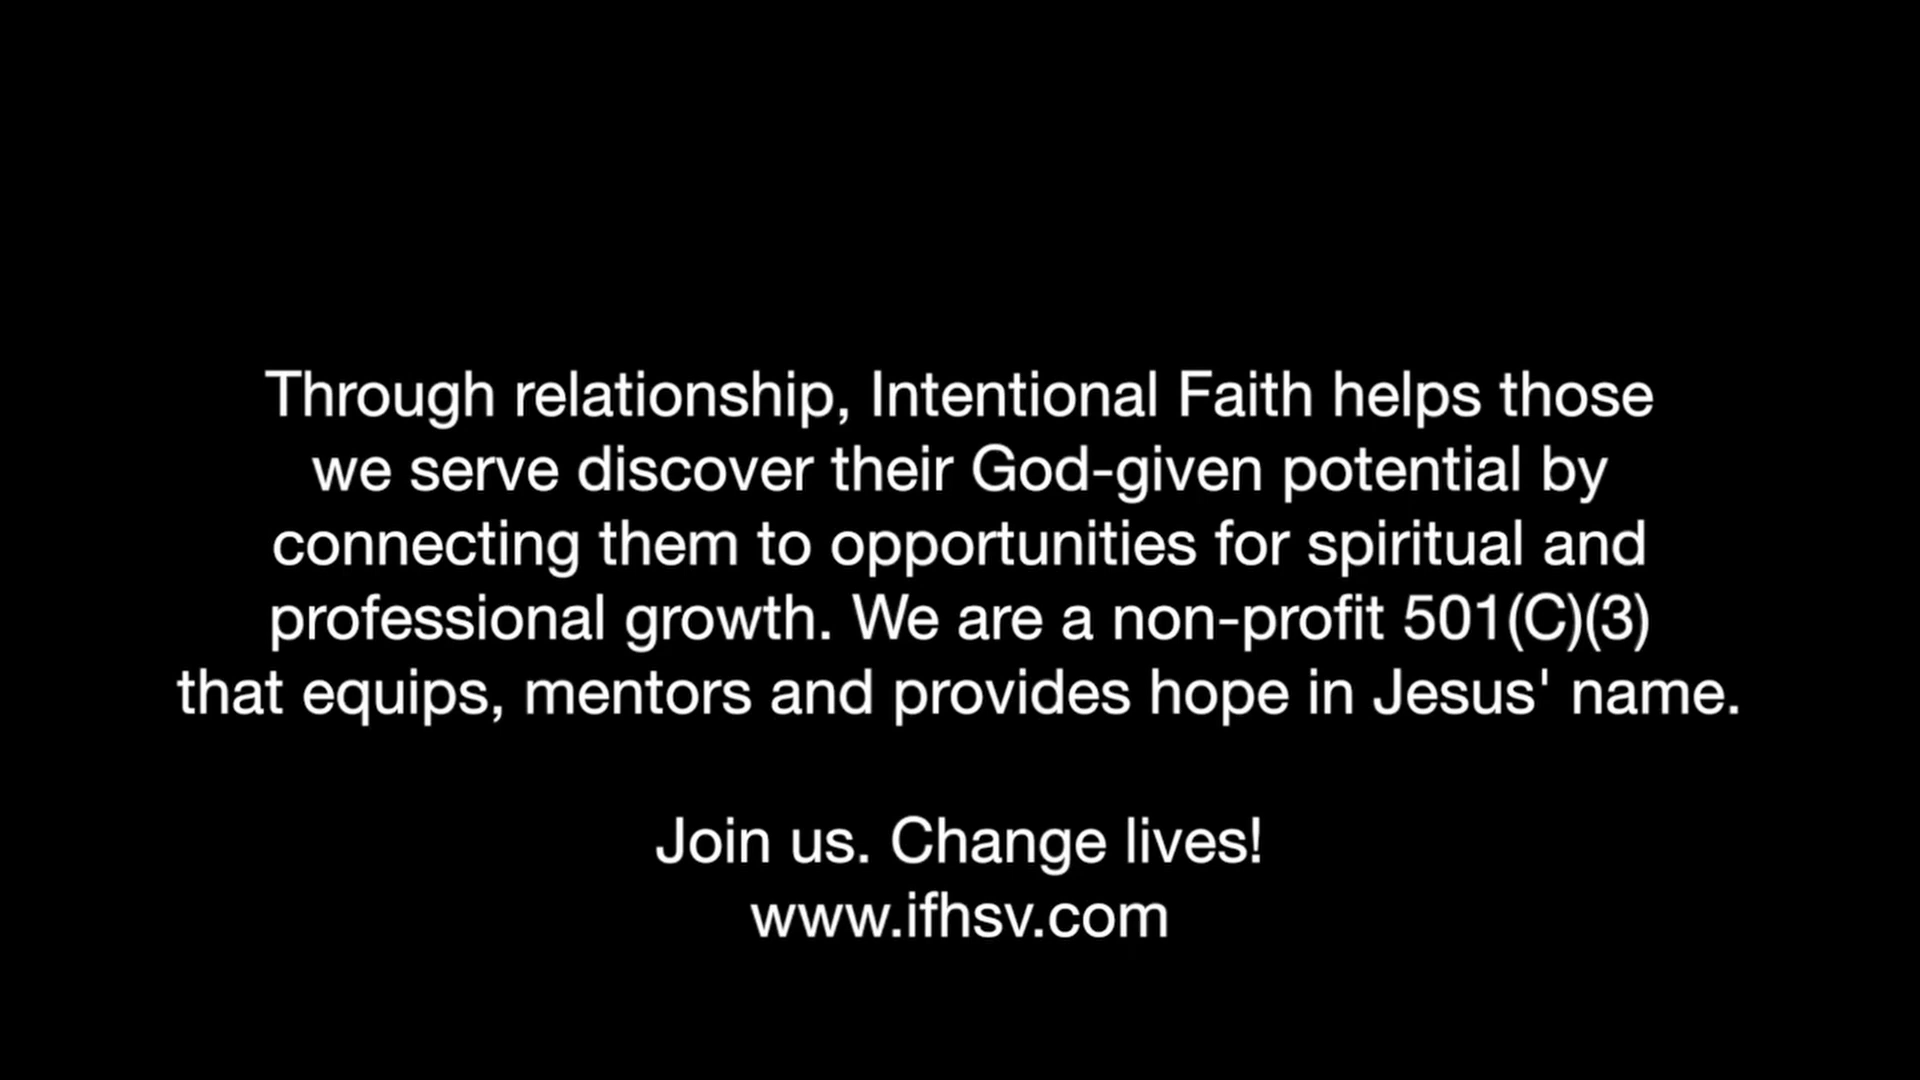 Through relationship, Intentional Faith helps those
we serve discover their God-given potential by
connecting them to opportunities for spiritual and
professional growth. We are a non-profit 501(C)(3)
that equips, mentors and provides hope in Jesus' name.
Join us. Change lives!
www.ifhsv.com